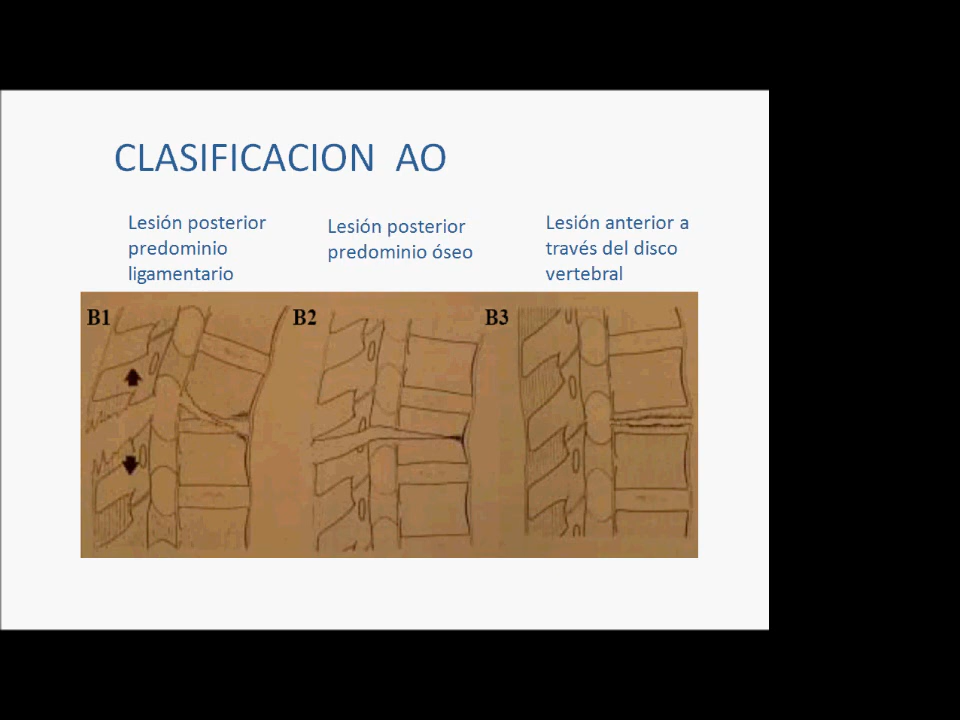 CLASIFICACION AO
Lesión posterior
predominio
ligamentario
Lesión posterior
predominio óseo
Lesión anterior a
través del disco
vertebral
B1
B2
B3